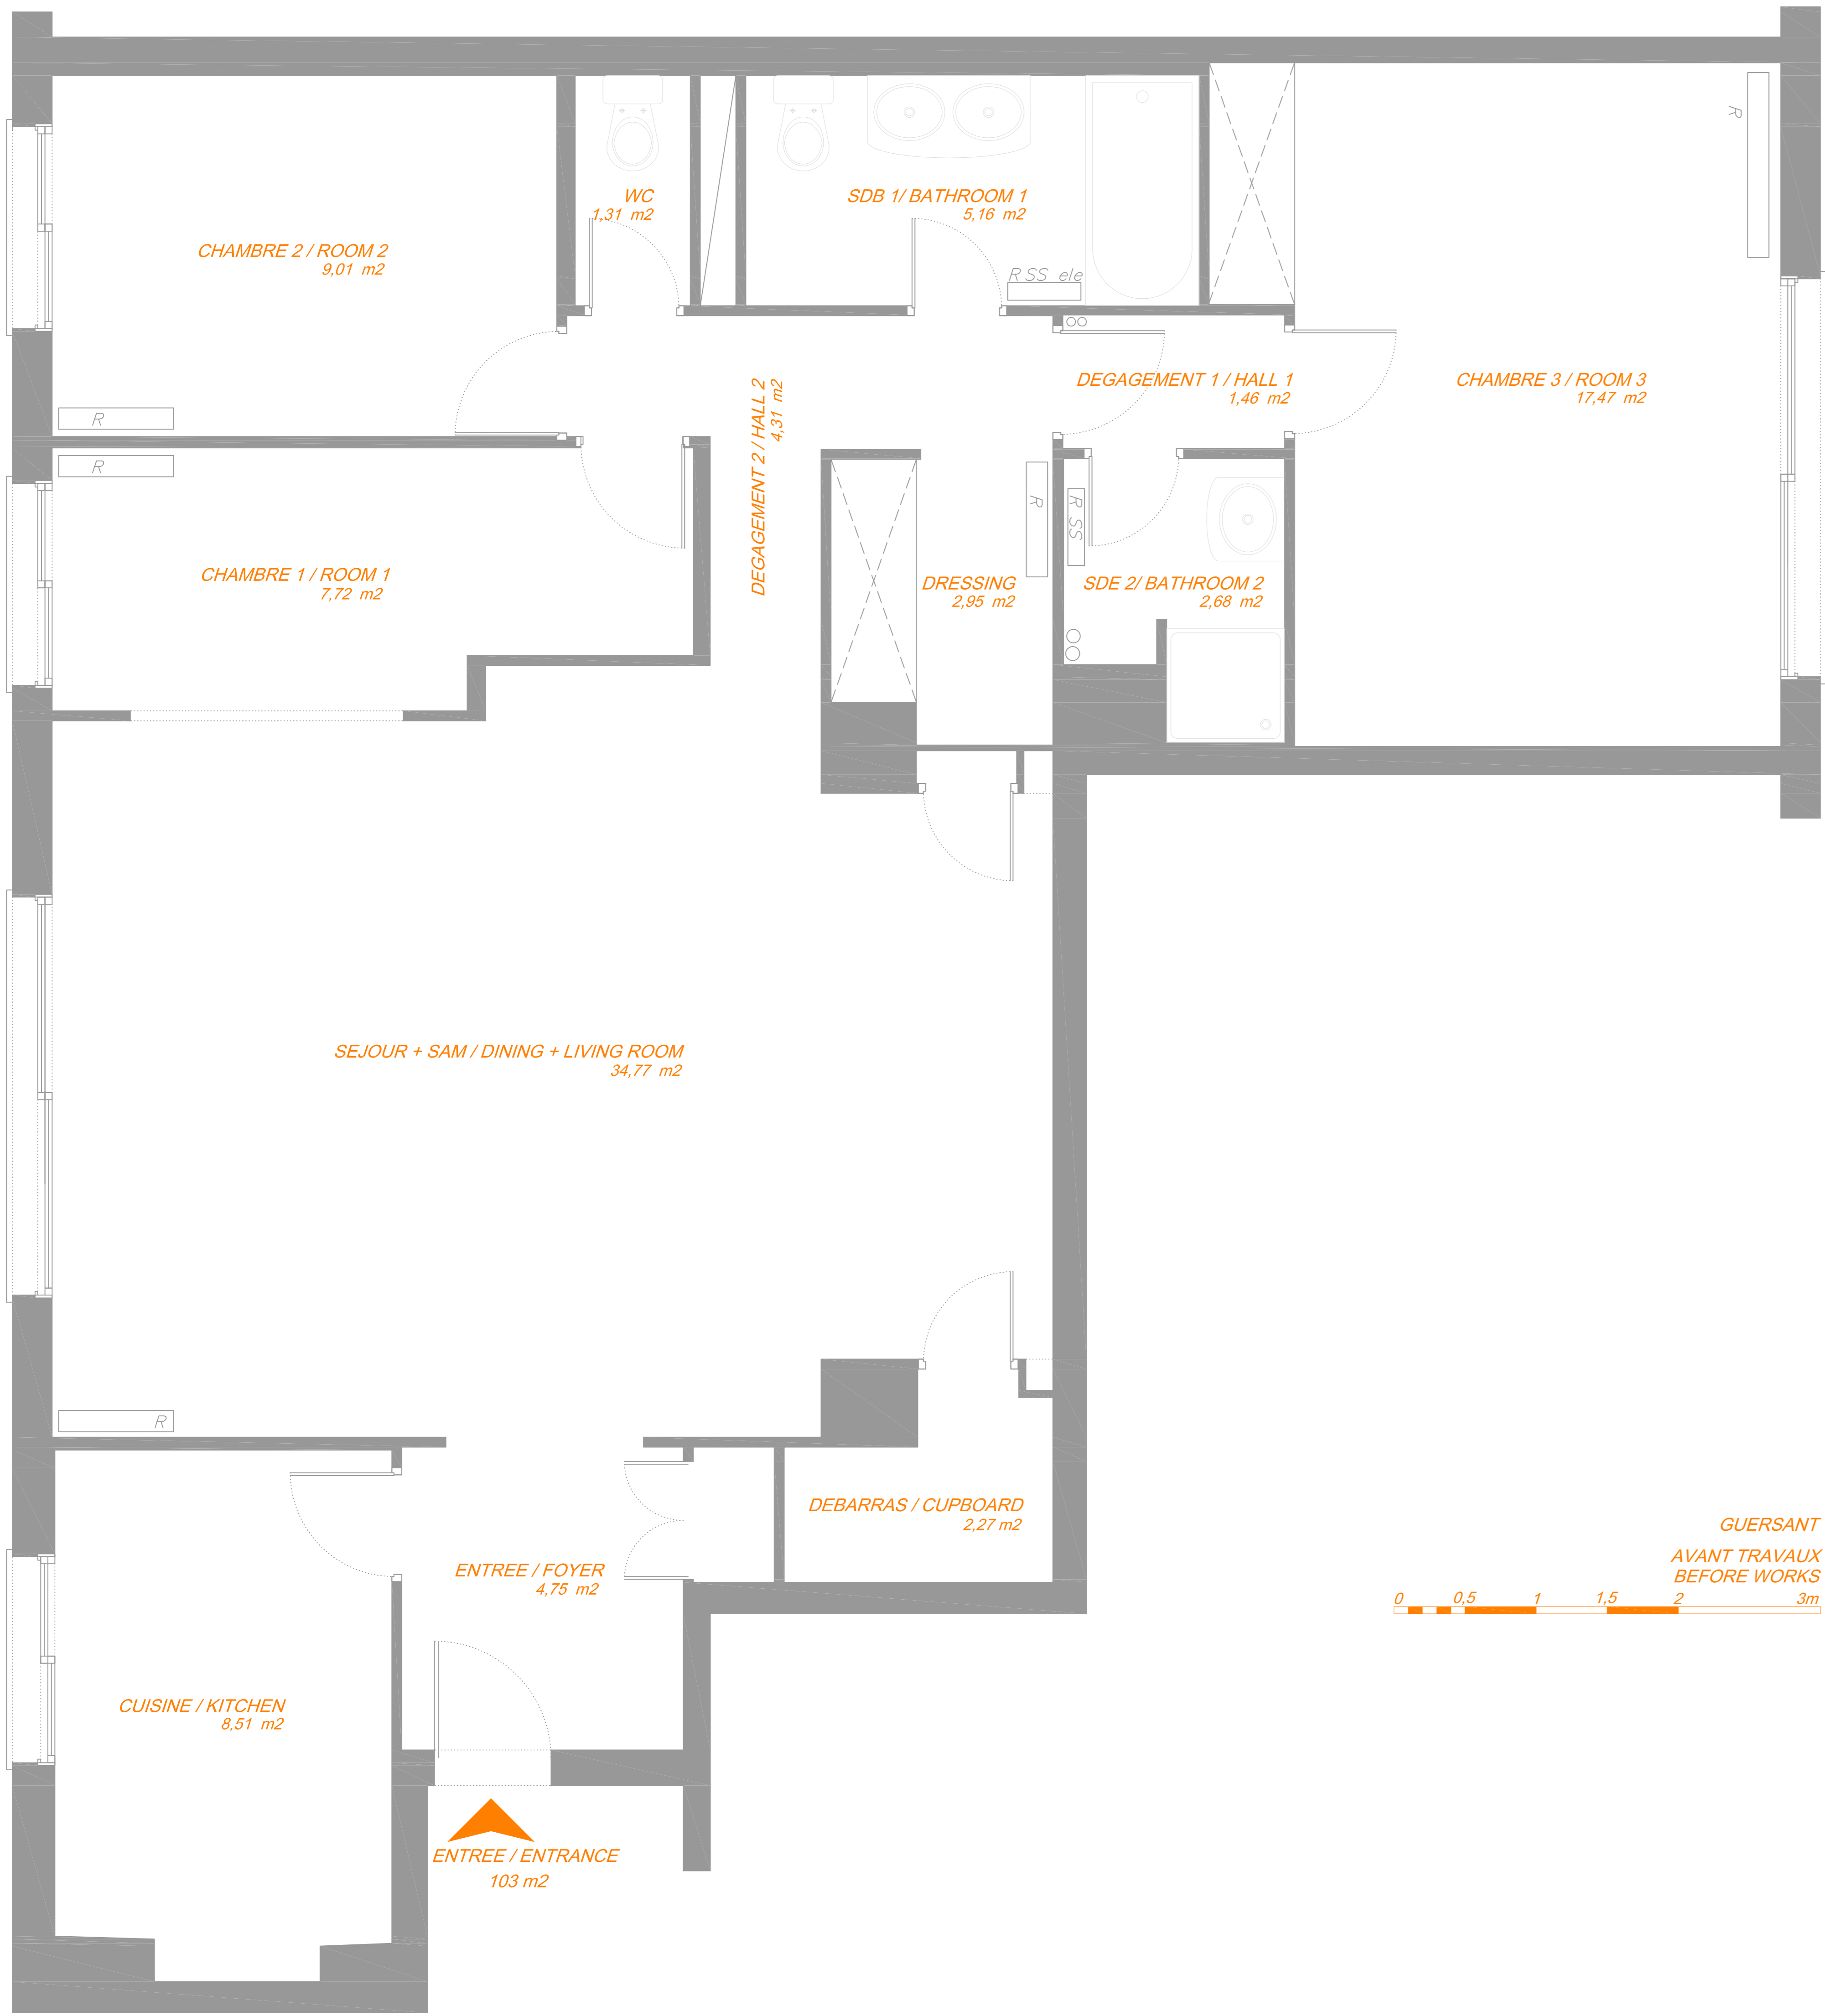 WC
1,31 m2
SDB 1/ BATHROOM 1
5,16 m2
R
CHAMBRE 2 / ROOM 2
9,01 m2
R SS ele
DEGAGEMENT 1 / HALL 1
1,46 m2
CHAMBRE 3 / ROOM 3
17,47 m2
DEGAGEMENT 2 / HALL 2
4,31 m2
R
R
R
R SS
CHAMBRE 1 / ROOM 1
7,72 m2
DRESSING
2,95 m2
SDE 2/ BATHROOM 2
2,68 m2
SEJOUR + SAM / DINING + LIVING ROOM
34,77 m2
R
DEBARRAS / CUPBOARD
2,27 m2
ENTREE / FOYER
4,75 m2
GUERSANT
AVANT TRAVAUX
BEFORE WORKS
0 0,5 1 1,5 2 3m
CUISINE / KITCHEN
8,51 m2
ENTREE / ENTRANCE
103 m2